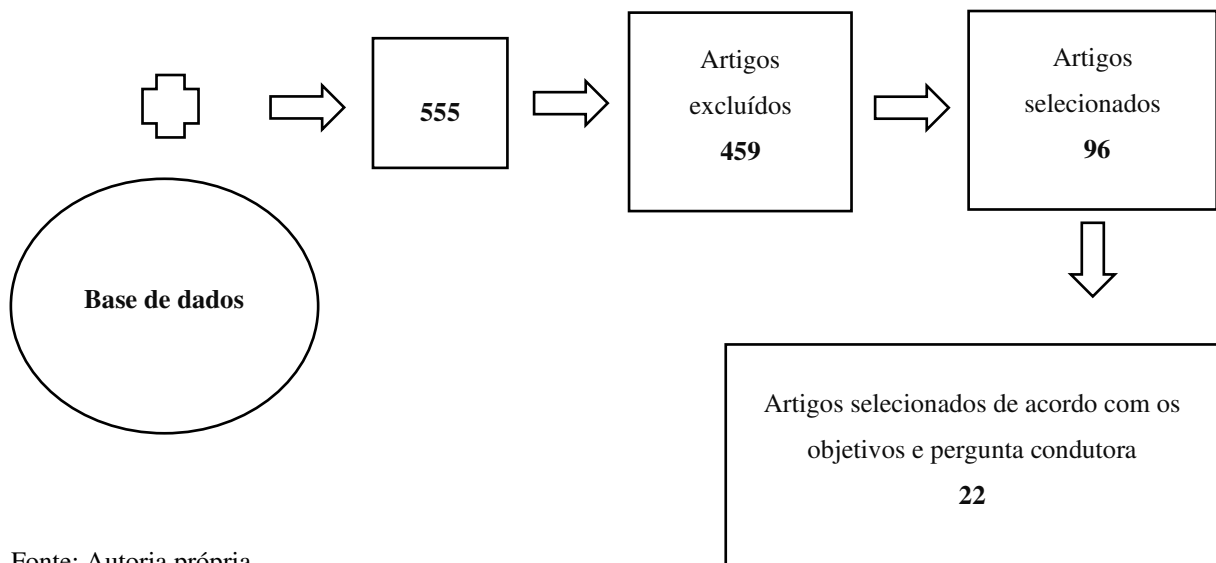 555
Artigos
excluídos
459
Artigos
selecionados
96
Base de dados
Artigos selecionados de acordo com os
objetivos e pergunta condutora
22
Fonte: Autoria própria